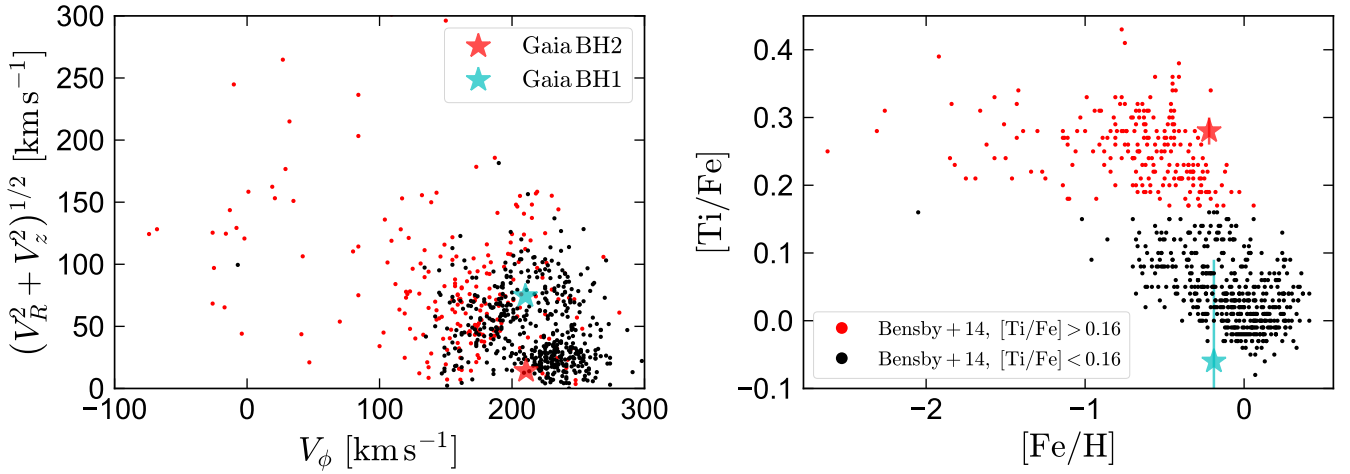 300
250
200
150
100
50
0
(V_R^2 + V_z^2)^{1/2} [km s^{-1}]
Gaia BH2
Gaia BH1
−100 0 100 200 300
V_ϕ [km s^{-1}]
0.4
0.3
0.2
0.1
0.0
−0.1
[Ti/Fe]
Bensby + 14, [Ti/Fe] > 0.16
Bensby + 14, [Ti/Fe] < 0.16
−2 −1 0
[Fe/H]